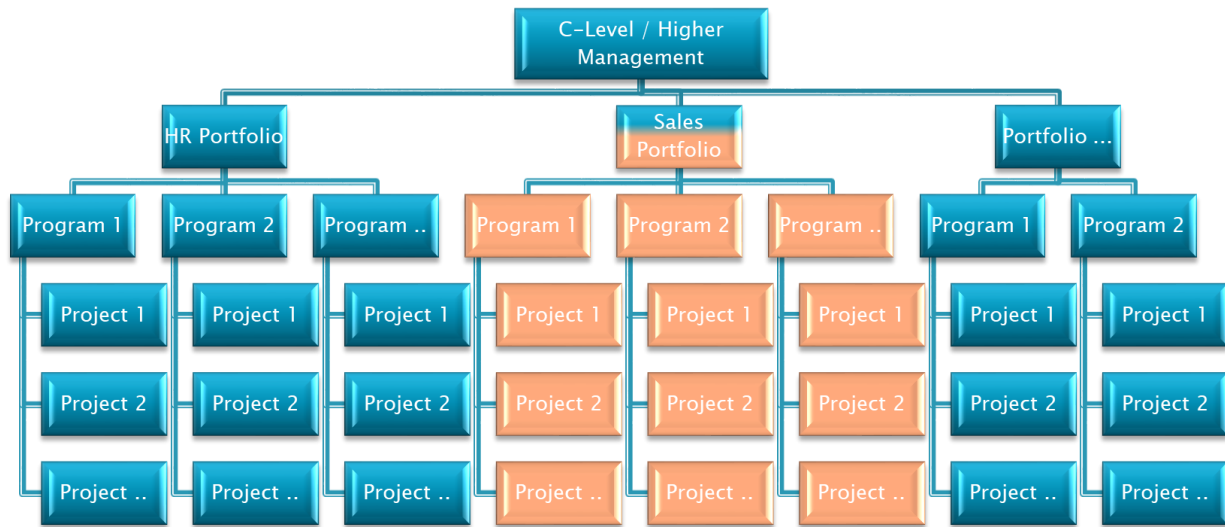 C-Level / Higher
Management
HR Portfolio
Sales
Portfolio
Portfolio ...
Program 1
Program 2
Program ..
Program 1
Program 2
Program ..
Program 1
Program 2
Project 1
Project 1
Project 1
Project 1
Project 1
Project 1
Project 1
Project 1
Project 2
Project 2
Project 2
Project 2
Project 2
Project 2
Project 2
Project 2
Project ..
Project ..
Project ..
Project ..
Project ..
Project ..
Project ..
Project ..